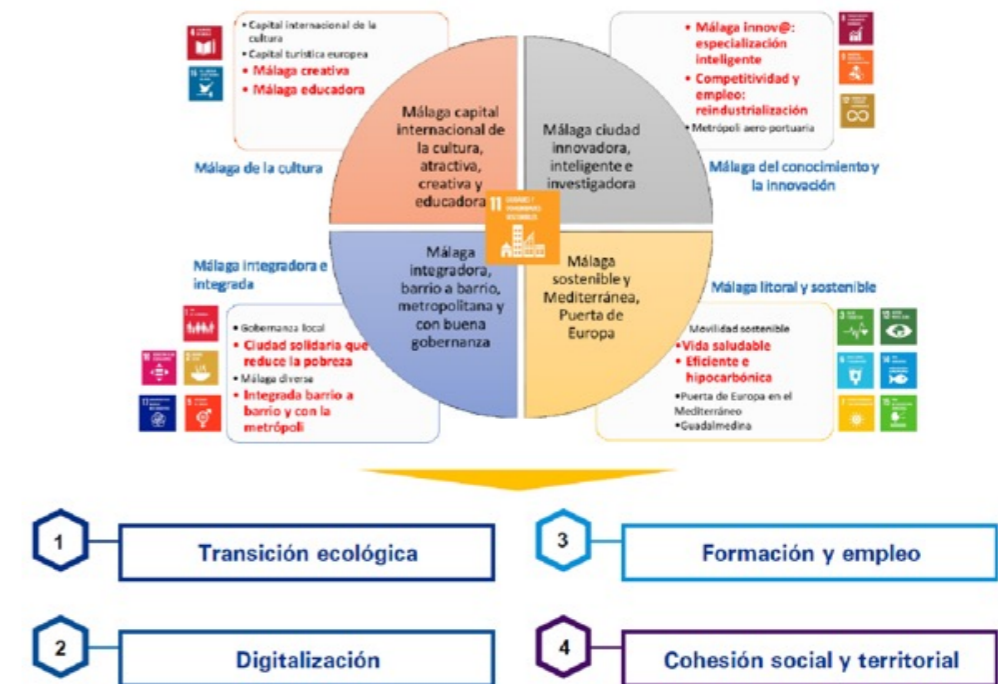 • Capital internacional de la
cultura
• Capital turística europea
• Málaga creativa
• Málaga educadora
Málaga de la cultura
Málaga capital
internacional de
la cultura,
atractiva,
creativa y
educadora
Málaga ciudad
innovadora,
inteligente e
investigadora
• Málaga innov@:
especialización
inteligente
• Competitividad y
empleo:
reindustrialización
• Metrópoli aero-portuaria
Málaga del conocimiento y
la innovación
11
Málaga integradora e
integrada
• Gobernanza local
• Ciudad solidaria que
reduce la pobreza
• Málaga diversa
• Integrada barrio a
barrio y con la
metrópoli
Málaga
integradora,
barrio a barrio,
metropolitana y
con buena
gobernanza
Málaga
sostenible y
Mediterránea,
Puerta de
Europa
Málaga litoral y sostenible
Movilidad sostenible
• Vida saludable
• Eficiente e
hipocarbónica
• Puerta de Europa en el
Mediterráneo
• Guadalmedina
1
Transición ecológica
3
Formación y empleo
2
Digitalización
4
Cohesión social y territorial